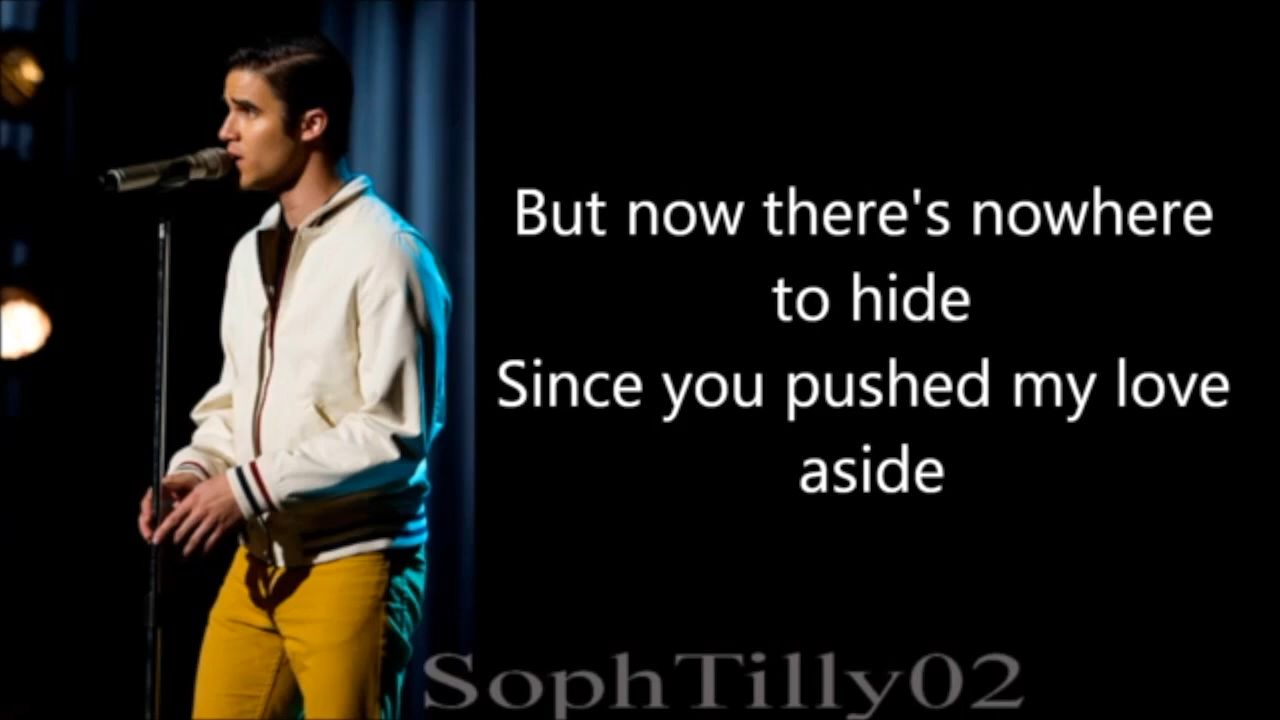 But now there's nowhere
to hide
Since you pushed my love
aside
SophTilly02